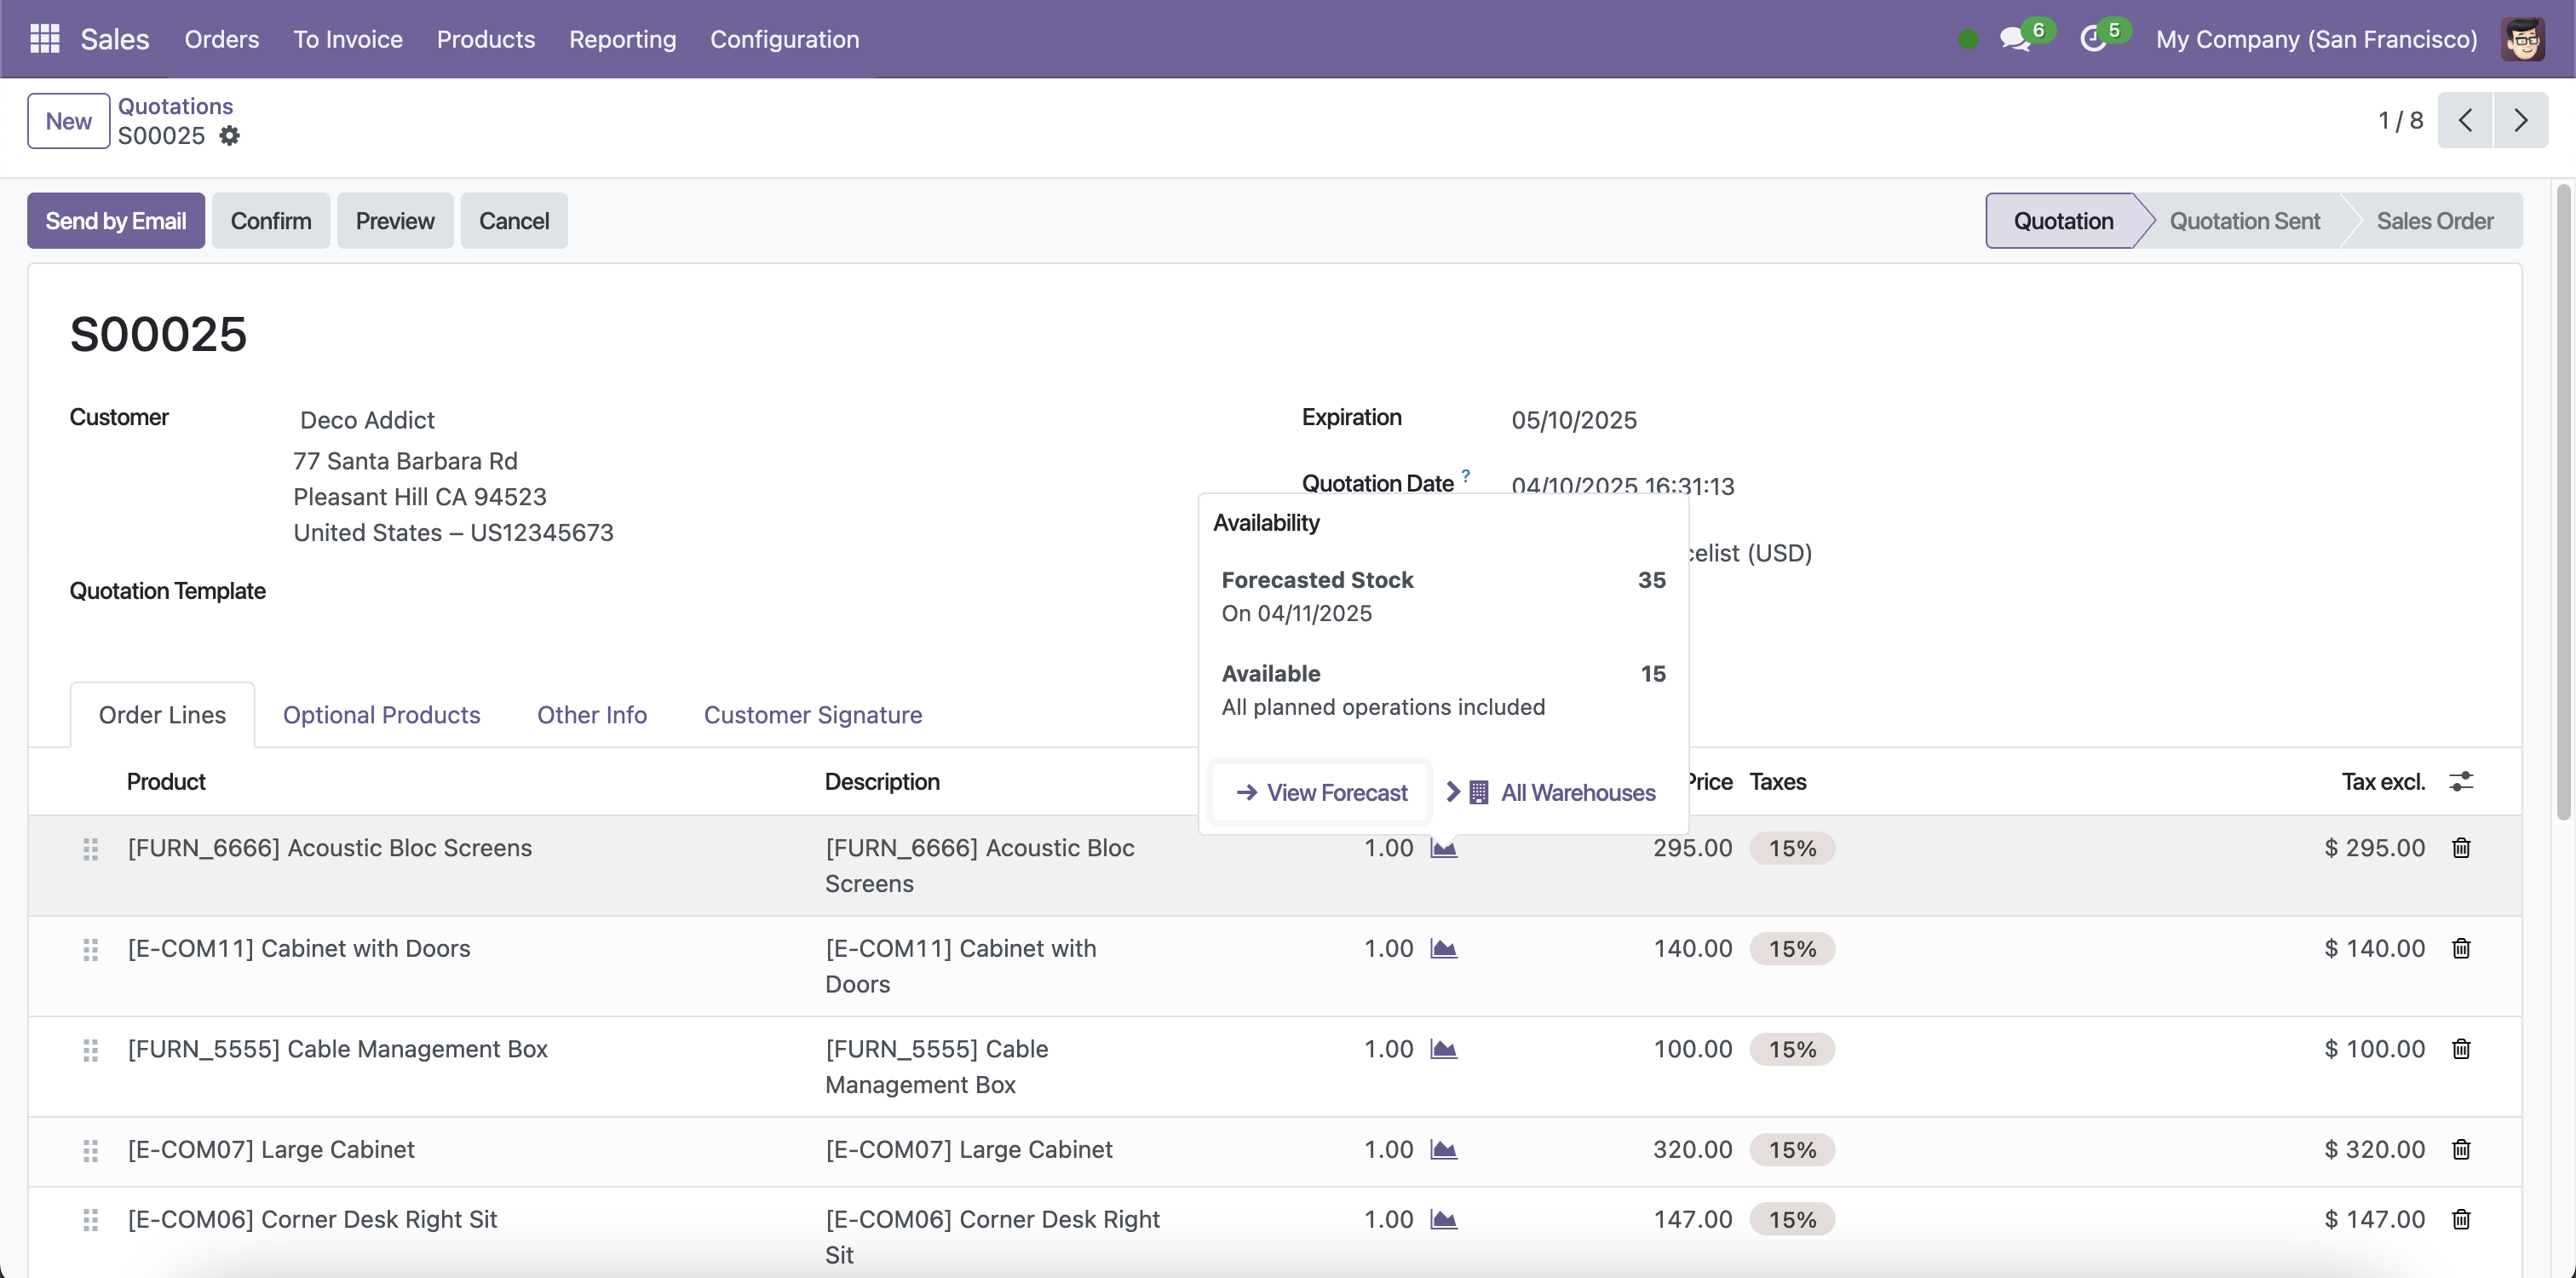 Sales Orders To Invoice Products Reporting Configuration 6 5 My Company (San Francisco)
New Quotations
S00025
1 / 8
Send by Email Confirm Preview Cancel Quotation Quotation Sent Sales Order
S00025
Customer Deco Addict
77 Santa Barbara Rd
Pleasant Hill CA 94523
United States – US12345673
Quotation Template
Expiration 05/10/2025
Quotation Date ? 04/10/2025 16:31:13
celist (USD)
Availability
Forecasted Stock 35
On 04/11/2025
Available 15
All planned operations included
View Forecast All Warehouses
Order Lines Optional Products Other Info Customer Signature
Product Description Price Taxes Tax excl.
[FURN_6666] Acoustic Bloc Screens [FURN_6666] Acoustic Bloc 1.00 295.00 15% $ 295.00
Screens
[E-COM11] Cabinet with Doors [E-COM11] Cabinet with 1.00 140.00 15% $ 140.00
Doors
[FURN_5555] Cable Management Box [FURN_5555] Cable 1.00 100.00 15% $ 100.00
Management Box
[E-COM07] Large Cabinet [E-COM07] Large Cabinet 1.00 320.00 15% $ 320.00
[E-COM06] Corner Desk Right Sit [E-COM06] Corner Desk Right 1.00 147.00 15% $ 147.00
Sit